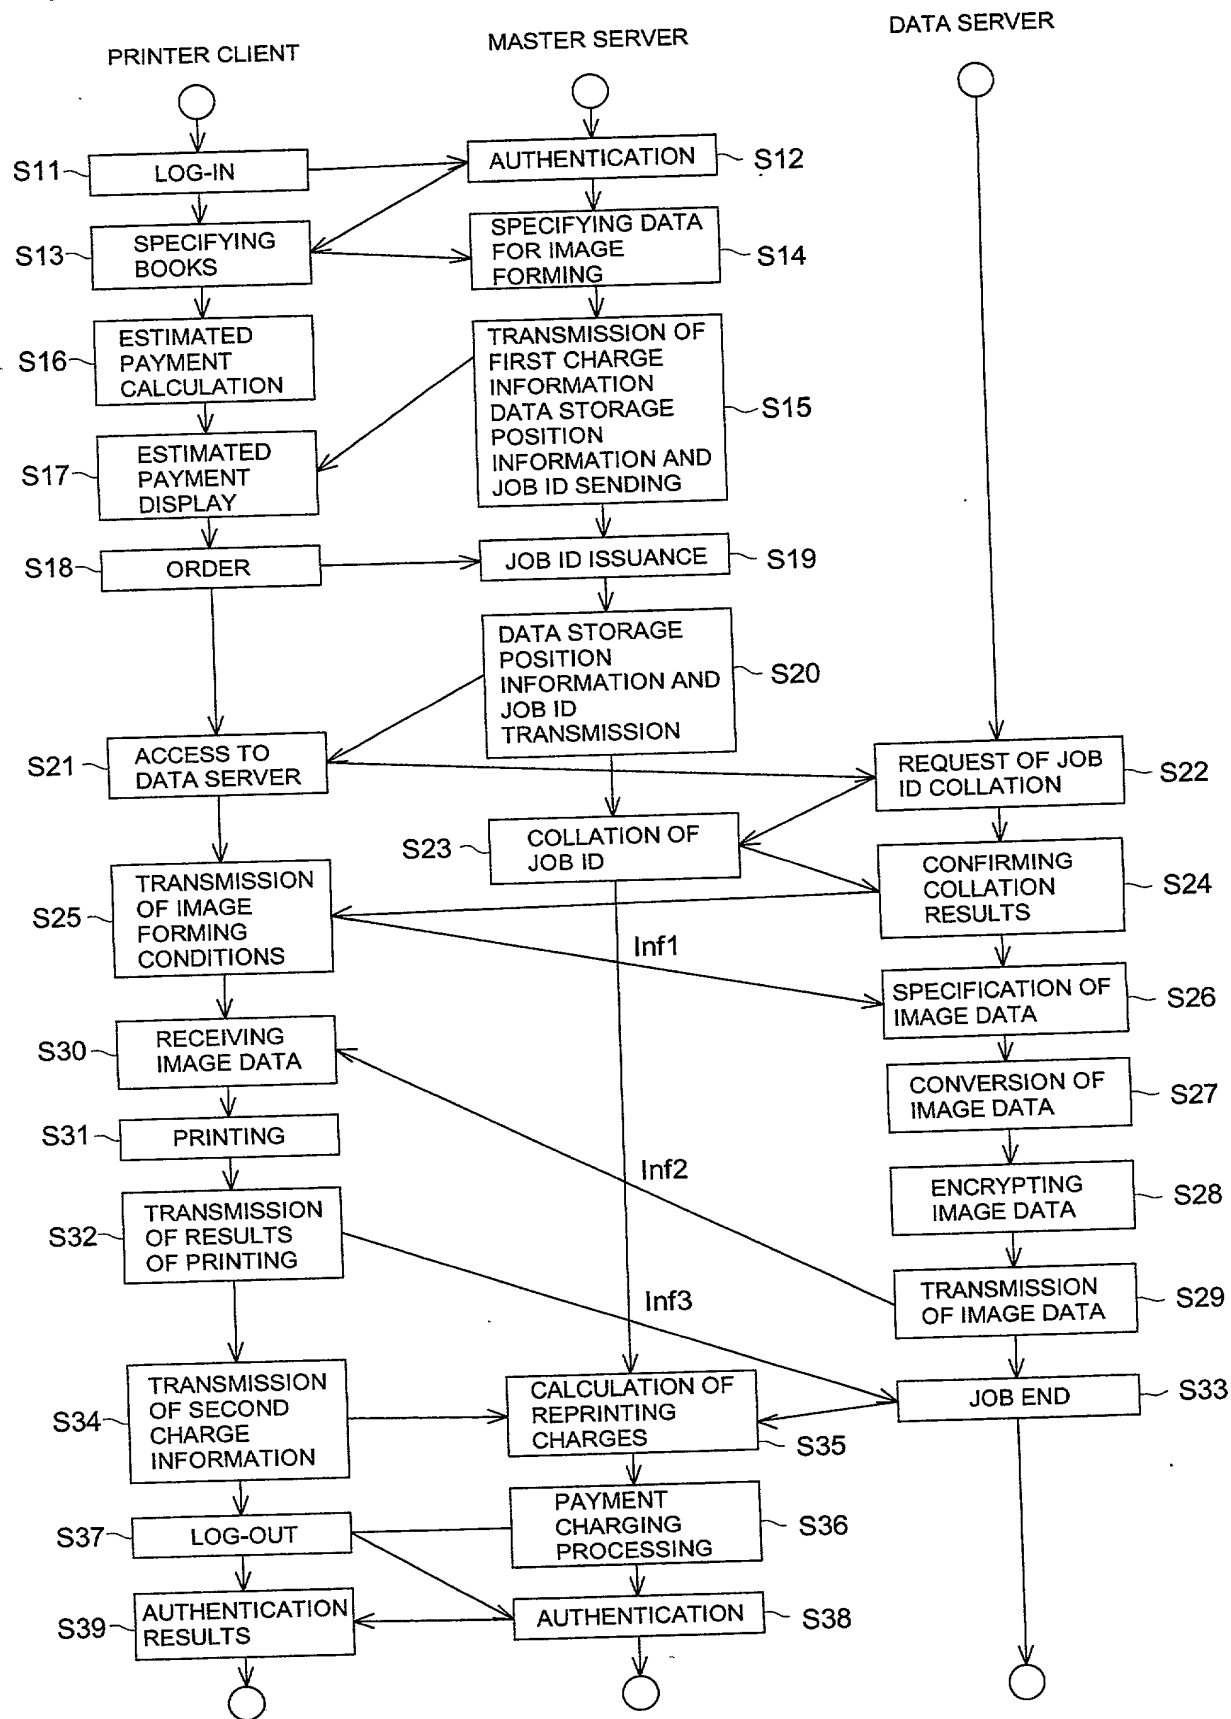 PRINTER CLIENT
MASTER SERVER
DATA SERVER
S11
LOG-IN
AUTHENTICATION
S12
S13
SPECIFYING
BOOKS
SPECIFYING DATA
FOR IMAGE
FORMING
S14
S16
ESTIMATED
PAYMENT
CALCULATION
TRANSMISSION OF
FIRST CHARGE
INFORMATION
DATA STORAGE
POSITION
INFORMATION AND
JOB ID SENDING
S15
S17
ESTIMATED
PAYMENT
DISPLAY
S18
ORDER
JOB ID ISSUANCE
S19
DATA STORAGE
POSITION
INFORMATION AND
JOB ID
TRANSMISSION
S20
S21
ACCESS TO
DATA SERVER
REQUEST OF JOB
ID COLLATION
S22
S23
COLLATION OF
JOB ID
CONFIRMING
COLLATION
RESULTS
S24
S25
TRANSMISSION
OF IMAGE
FORMING
CONDITIONS
Inf1
SPECIFICATION OF
IMAGE DATA
S26
S30
RECEIVING
IMAGE DATA
CONVERSION OF
IMAGE DATA
S27
S31
PRINTING
Inf2
ENCRYPTING
IMAGE DATA
S28
S32
TRANSMISSION
OF RESULTS
OF PRINTING
Inf3
TRANSMISSION
OF IMAGE DATA
S29
S34
TRANSMISSION
OF SECOND
CHARGE
INFORMATION
CALCULATION OF
REPRINTING
CHARGES
S35
JOB END
S33
S37
LOG-OUT
PAYMENT
CHARGING
PROCESSING
S36
S39
AUTHENTICATION
RESULTS
AUTHENTICATION
S38